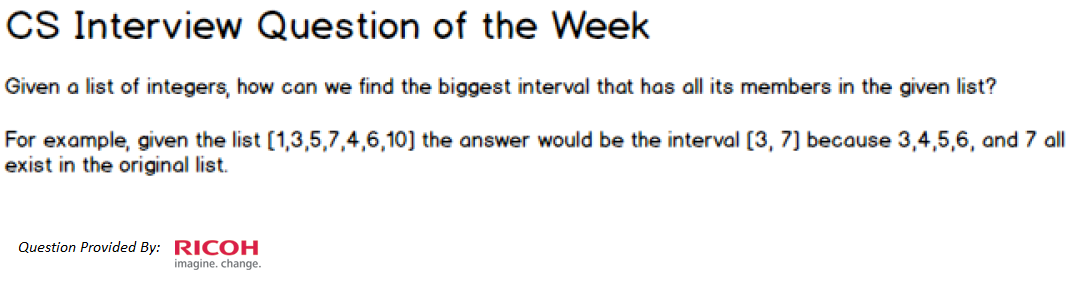 CS Interview Question of the Week
Given a list of integers, how can we find the biggest interval that has all its members in the given list?
For example, given the list [1,3,5,7,4,6,10] the answer would be the interval [3, 7] because 3,4,5,6, and 7 all
exist in the original list.
Question Provided By: RICOH
imagine. change.